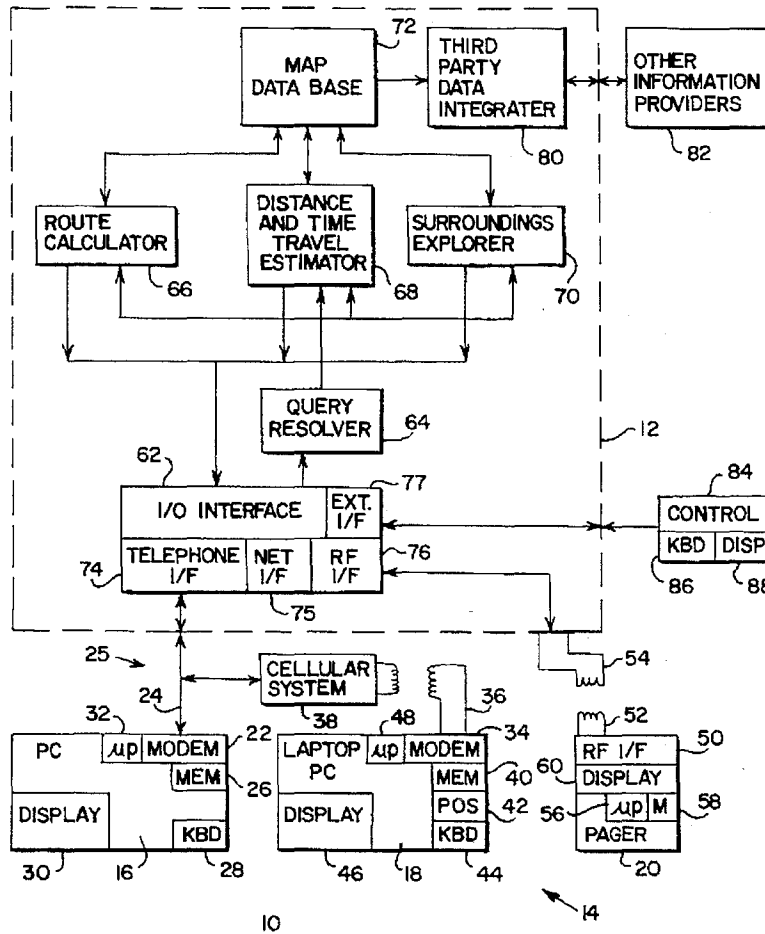 72
MAP
DATA BASE
THIRD
PARTY
DATA
INTEGRATER
80
OTHER
INFORMATION
PROVIDERS
82
ROUTE
CALCULATOR
66
DISTANCE
AND TIME
TRAVEL
ESTIMATOR
68
SURROUNDINGS
EXPLORER
70
QUERY
RESOLVER
64
12
62
77
I/O INTERFACE
EXT.
I/F
84
CONTROL
KBD
DISP
86
88
74
TELEPHONE
I/F
NET
I/F
RF
I/F
76
75
25
24
CELLULAR
SYSTEM
38
36
54
52
32
PC
μp
MODEM
22
MEM
26
DISPLAY
KBD
30
16
28
48
34
LAPTOP
PC
μp
MODEM
MEM
40
POS
42
DISPLAY
KBD
46
18
44
RF I/F
50
60
DISPLAY
56
μp
M
58
PAGER
20
14
10